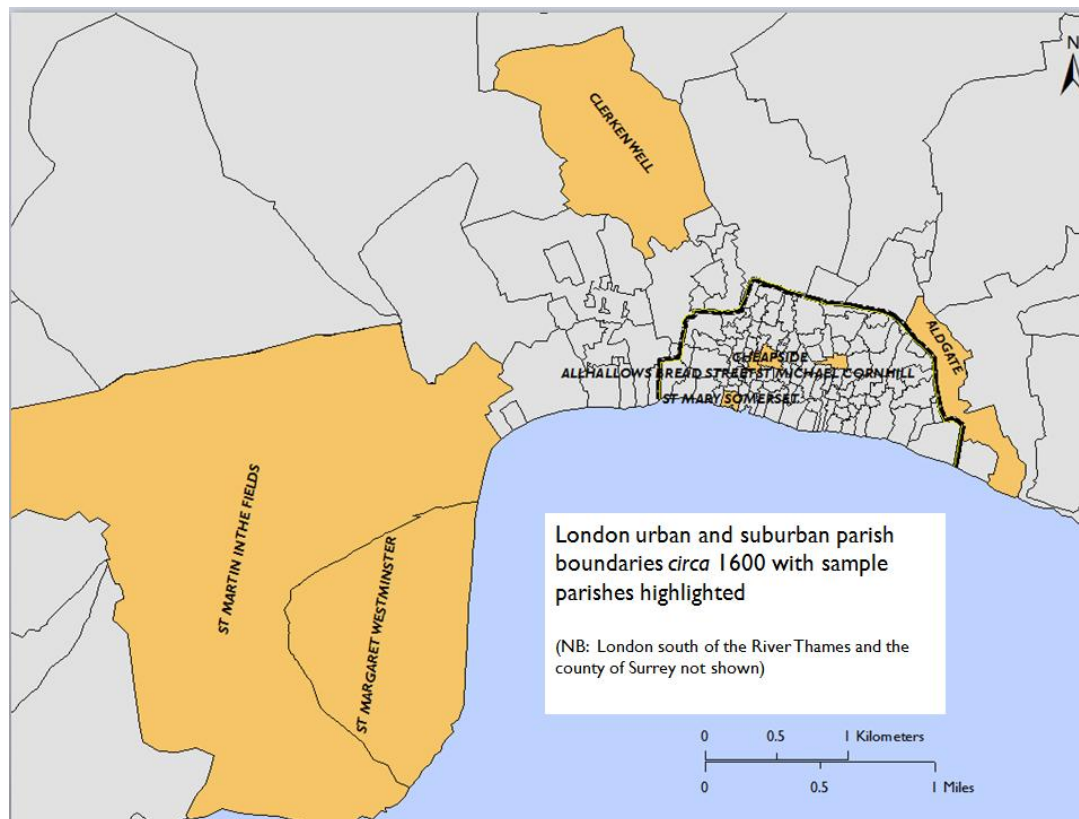 N
CLERKENWELL
ALDGATE
CHEAPSIDE
ALLHALLOWS BREAD STREET ST MICHAEL CORNHILL
ST MARY SOMERSET
ST MARTIN IN THE FIELDS
ST MARGARET WESTMINSTER
London urban and suburban parish
boundaries circa 1600 with sample
parishes highlighted
(NB: London south of the River Thames and the
county of Surrey not shown)
0 0.5 1 Kilometers
0 0.5 1 Miles